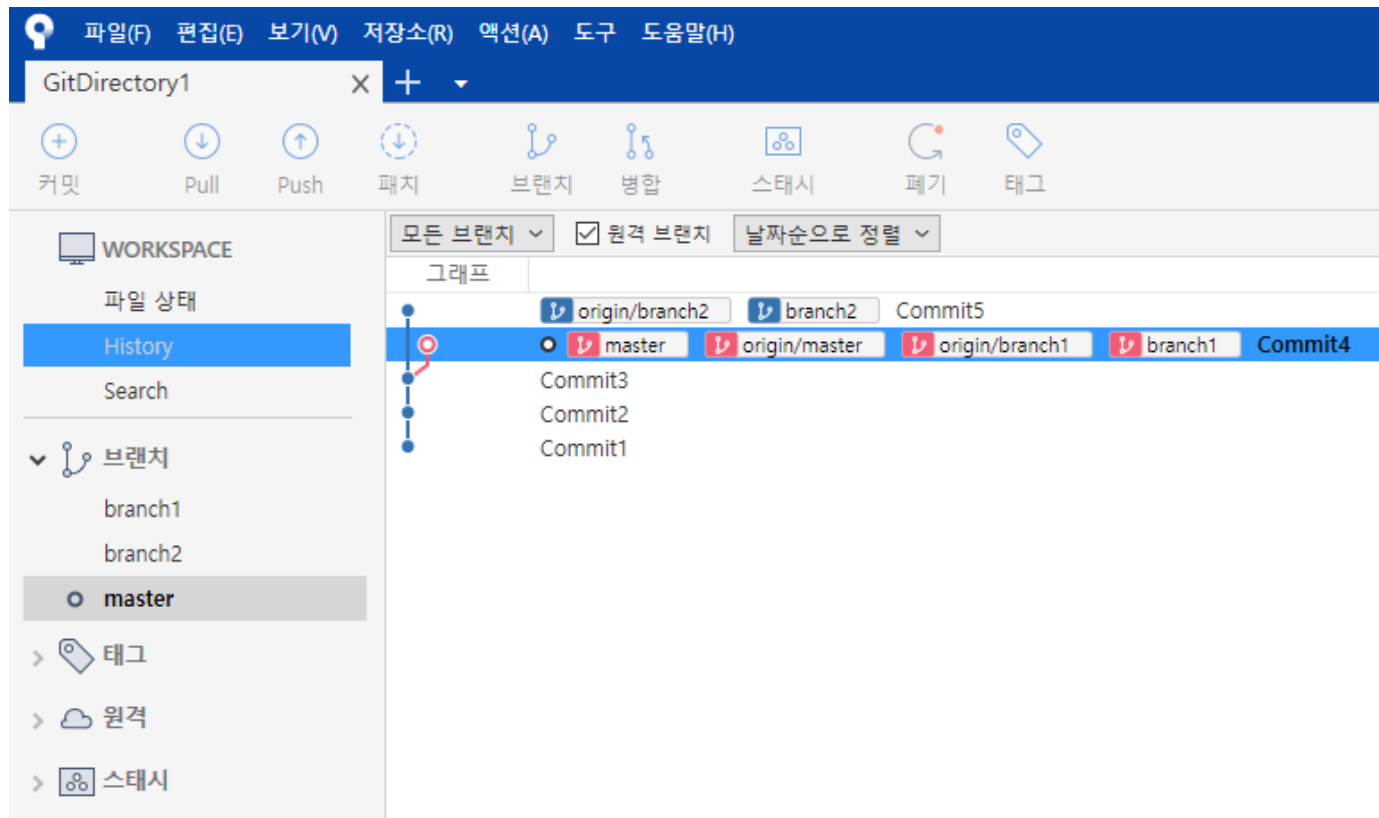 파일(F) 편집(E) 보기(V) 저장소(R) 액션(A) 도구 도움말(H)
GitDirectory1
커밋 Pull Push 패치 브랜치 병합 스태시 폐기 태그
WORKSPACE
파일 상태
History
Search
브랜치
branch1
branch2
master
태그
원격
스태시
모든 브랜치 원격 브랜치 날짜순으로 정렬
그래프
origin/branch2 branch2 Commit5
master origin/master origin/branch1 branch1 Commit4
Commit3
Commit2
Commit1